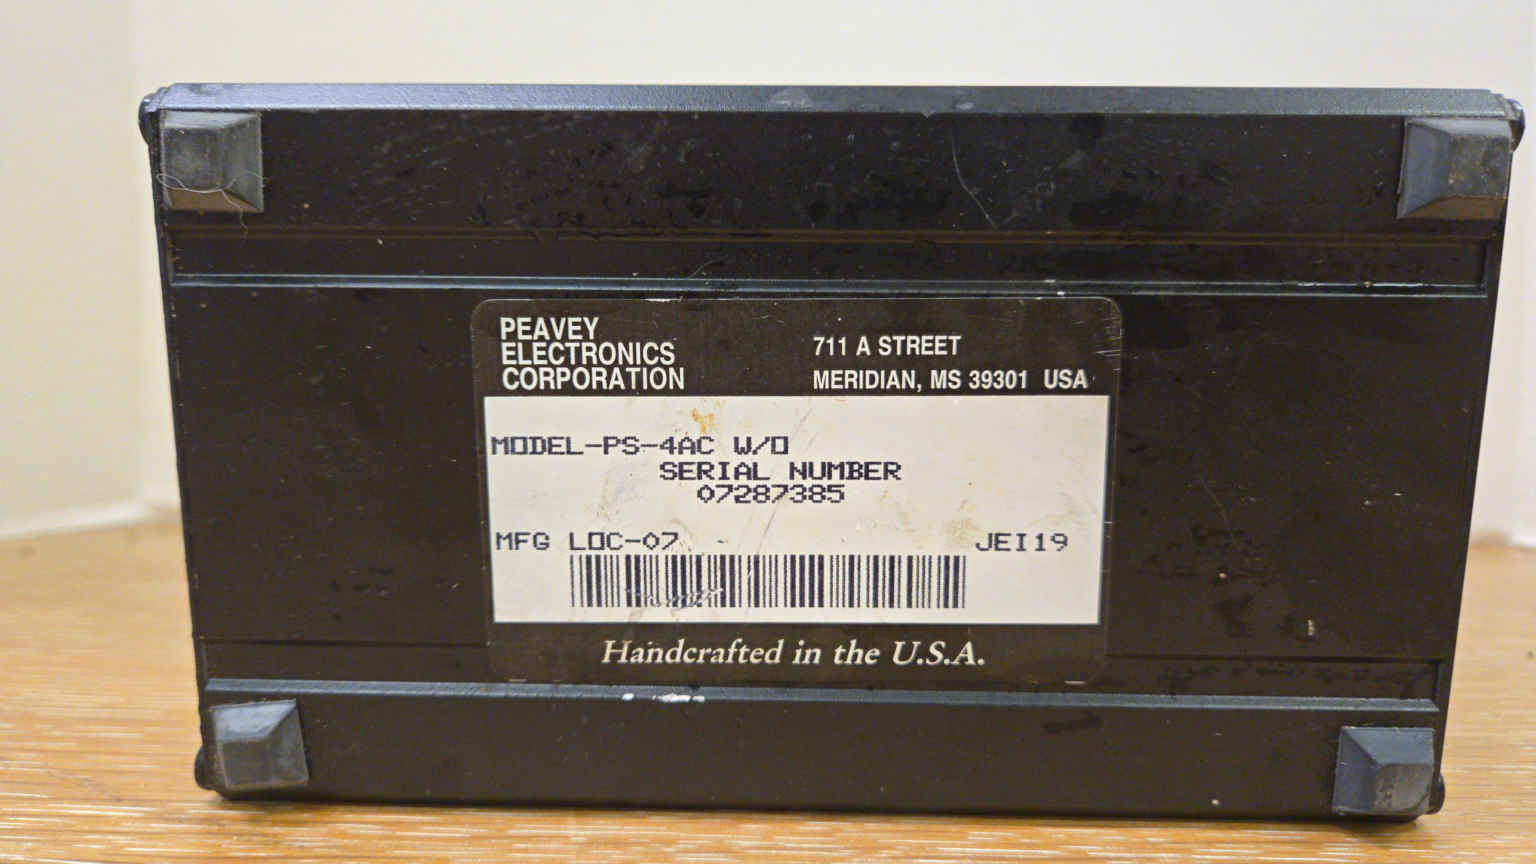 PEAVEY
ELECTRONICS
CORPORATION
711 A STREET
MERIDIAN, MS 39301 USA
MODEL-PS-4AC W/O
SERIAL NUMBER
07287385
MFG LOC-07
JEI19
Handcrafted in the U.S.A.